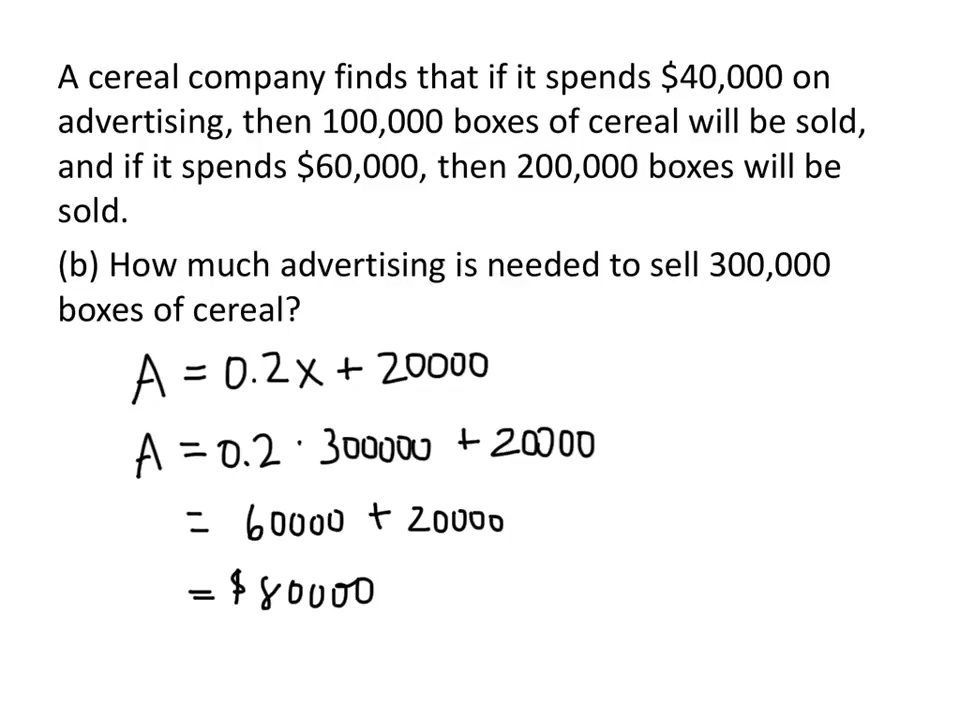 A cereal company finds that if it spends $40,000 on
advertising, then 100,000 boxes of cereal will be sold,
and if it spends $60,000, then 200,000 boxes will be
sold.
(b) How much advertising is needed to sell 300,000
boxes of cereal?
A = 0.2x + 20000
A = 0.2 · 300000 + 20000
= 60000 + 20000
= $80000